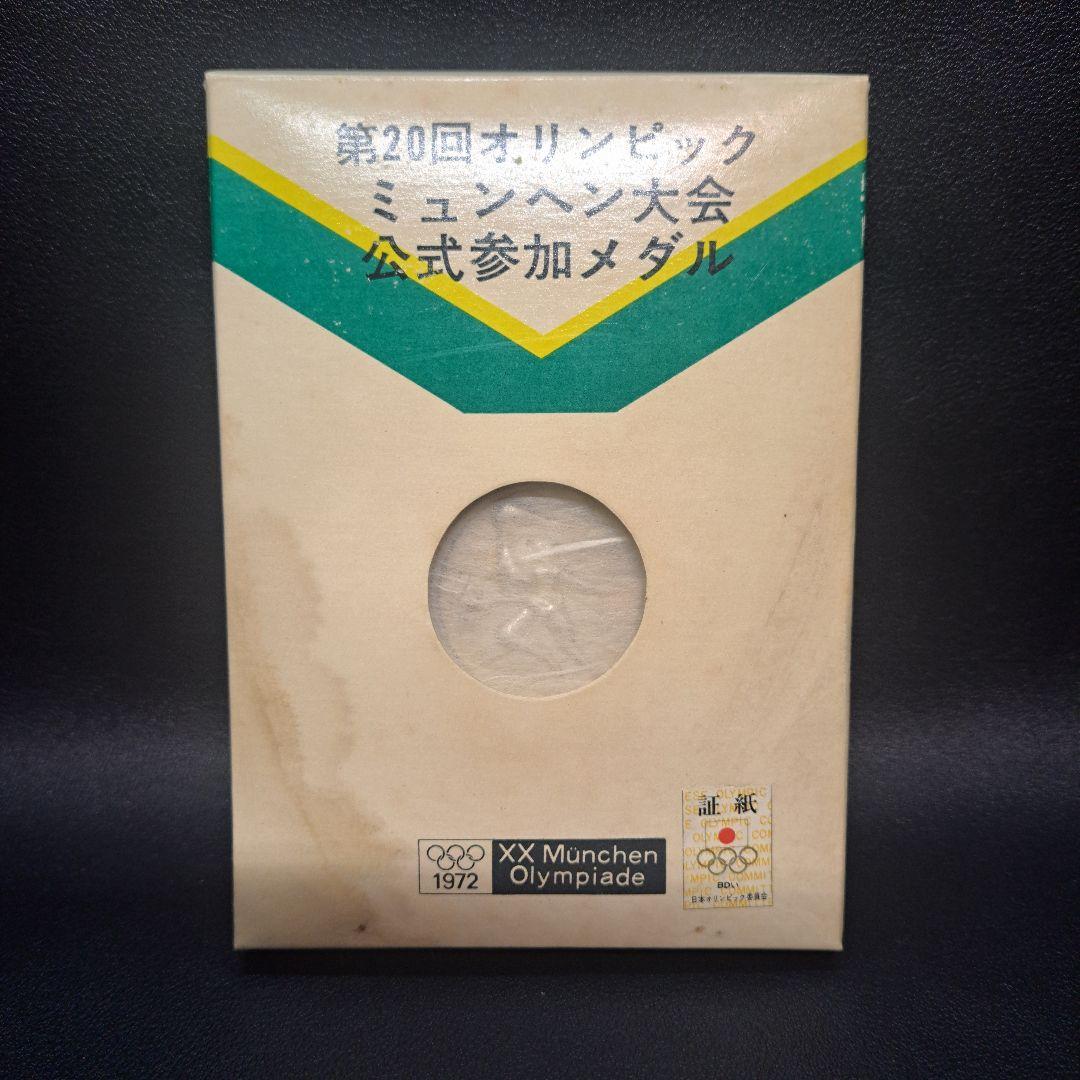 第20回オリンピック
ミュンヘン大会
公式参加メダル
1972
XX München
Olympiade
証紙
日本オリンピック委員会